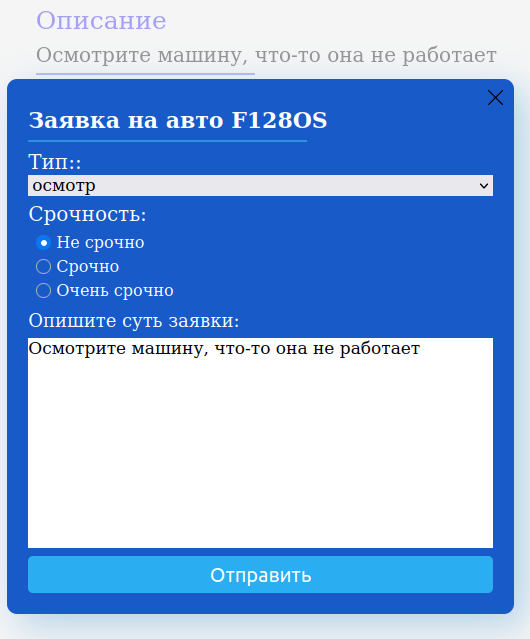 Описание
Осмотрите машину, что-то она не работает
Заявка на авто F128OS
Тип::
осмотр
Срочность:
Не срочно
Срочно
Очень срочно
Опишите суть заявки:
Осмотрите машину, что-то она не работает
Отправить